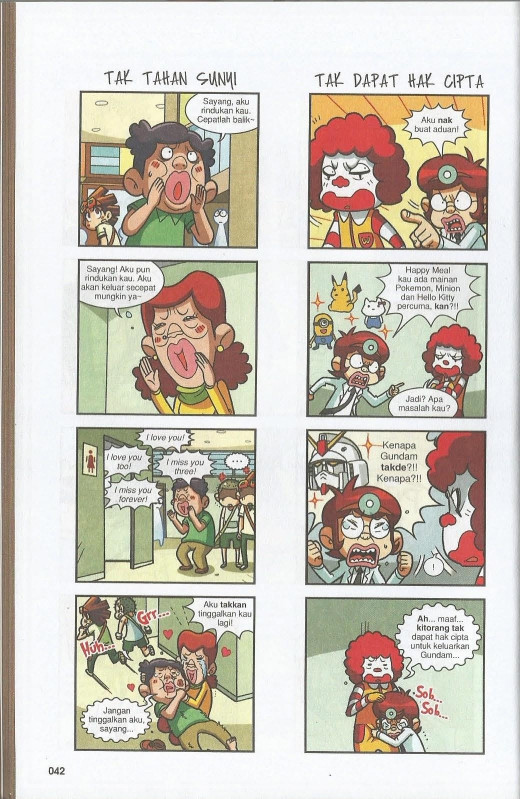 TAK TAHAN SUNYI
Sayang, aku
rindukan kau.
Cepatlah balik~
Sayang! Aku pun
rindukan kau. Aku
akan keluar secepat
mungkin ya~
I love you!
I love you
too!
I miss you
three!
....
I miss you
forever!
Grr...
Huh...
Aku takkan
tinggalkan kau
lagi!
Jangan
tinggalkan aku,
sayang...
TAK DAPAT HAK CIPTA
Aku nak
buat aduan!
Happy Meal
kau ada mainan
Pokemon, Minion
dan Hello Kitty
percuma, kan?!!
Jadi? Apa
masalah kau?
Kenapa
Gundam
takde?!!
Kenapa?!!
!
Ah... maaf...
kitorang tak
dapat hak cipta
untuk keluarkan
Gundam...
Sob...
Sob...
042